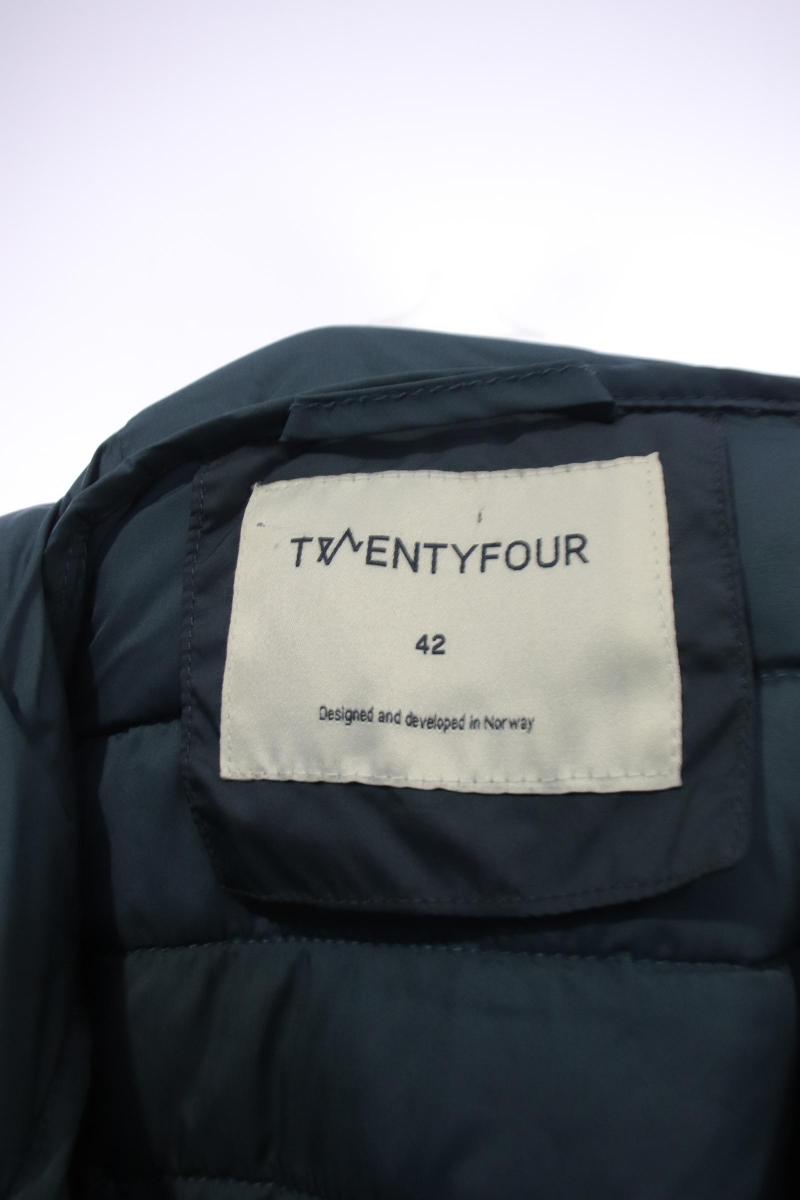 TWENTYFOUR
42
Designed and developed in Norway